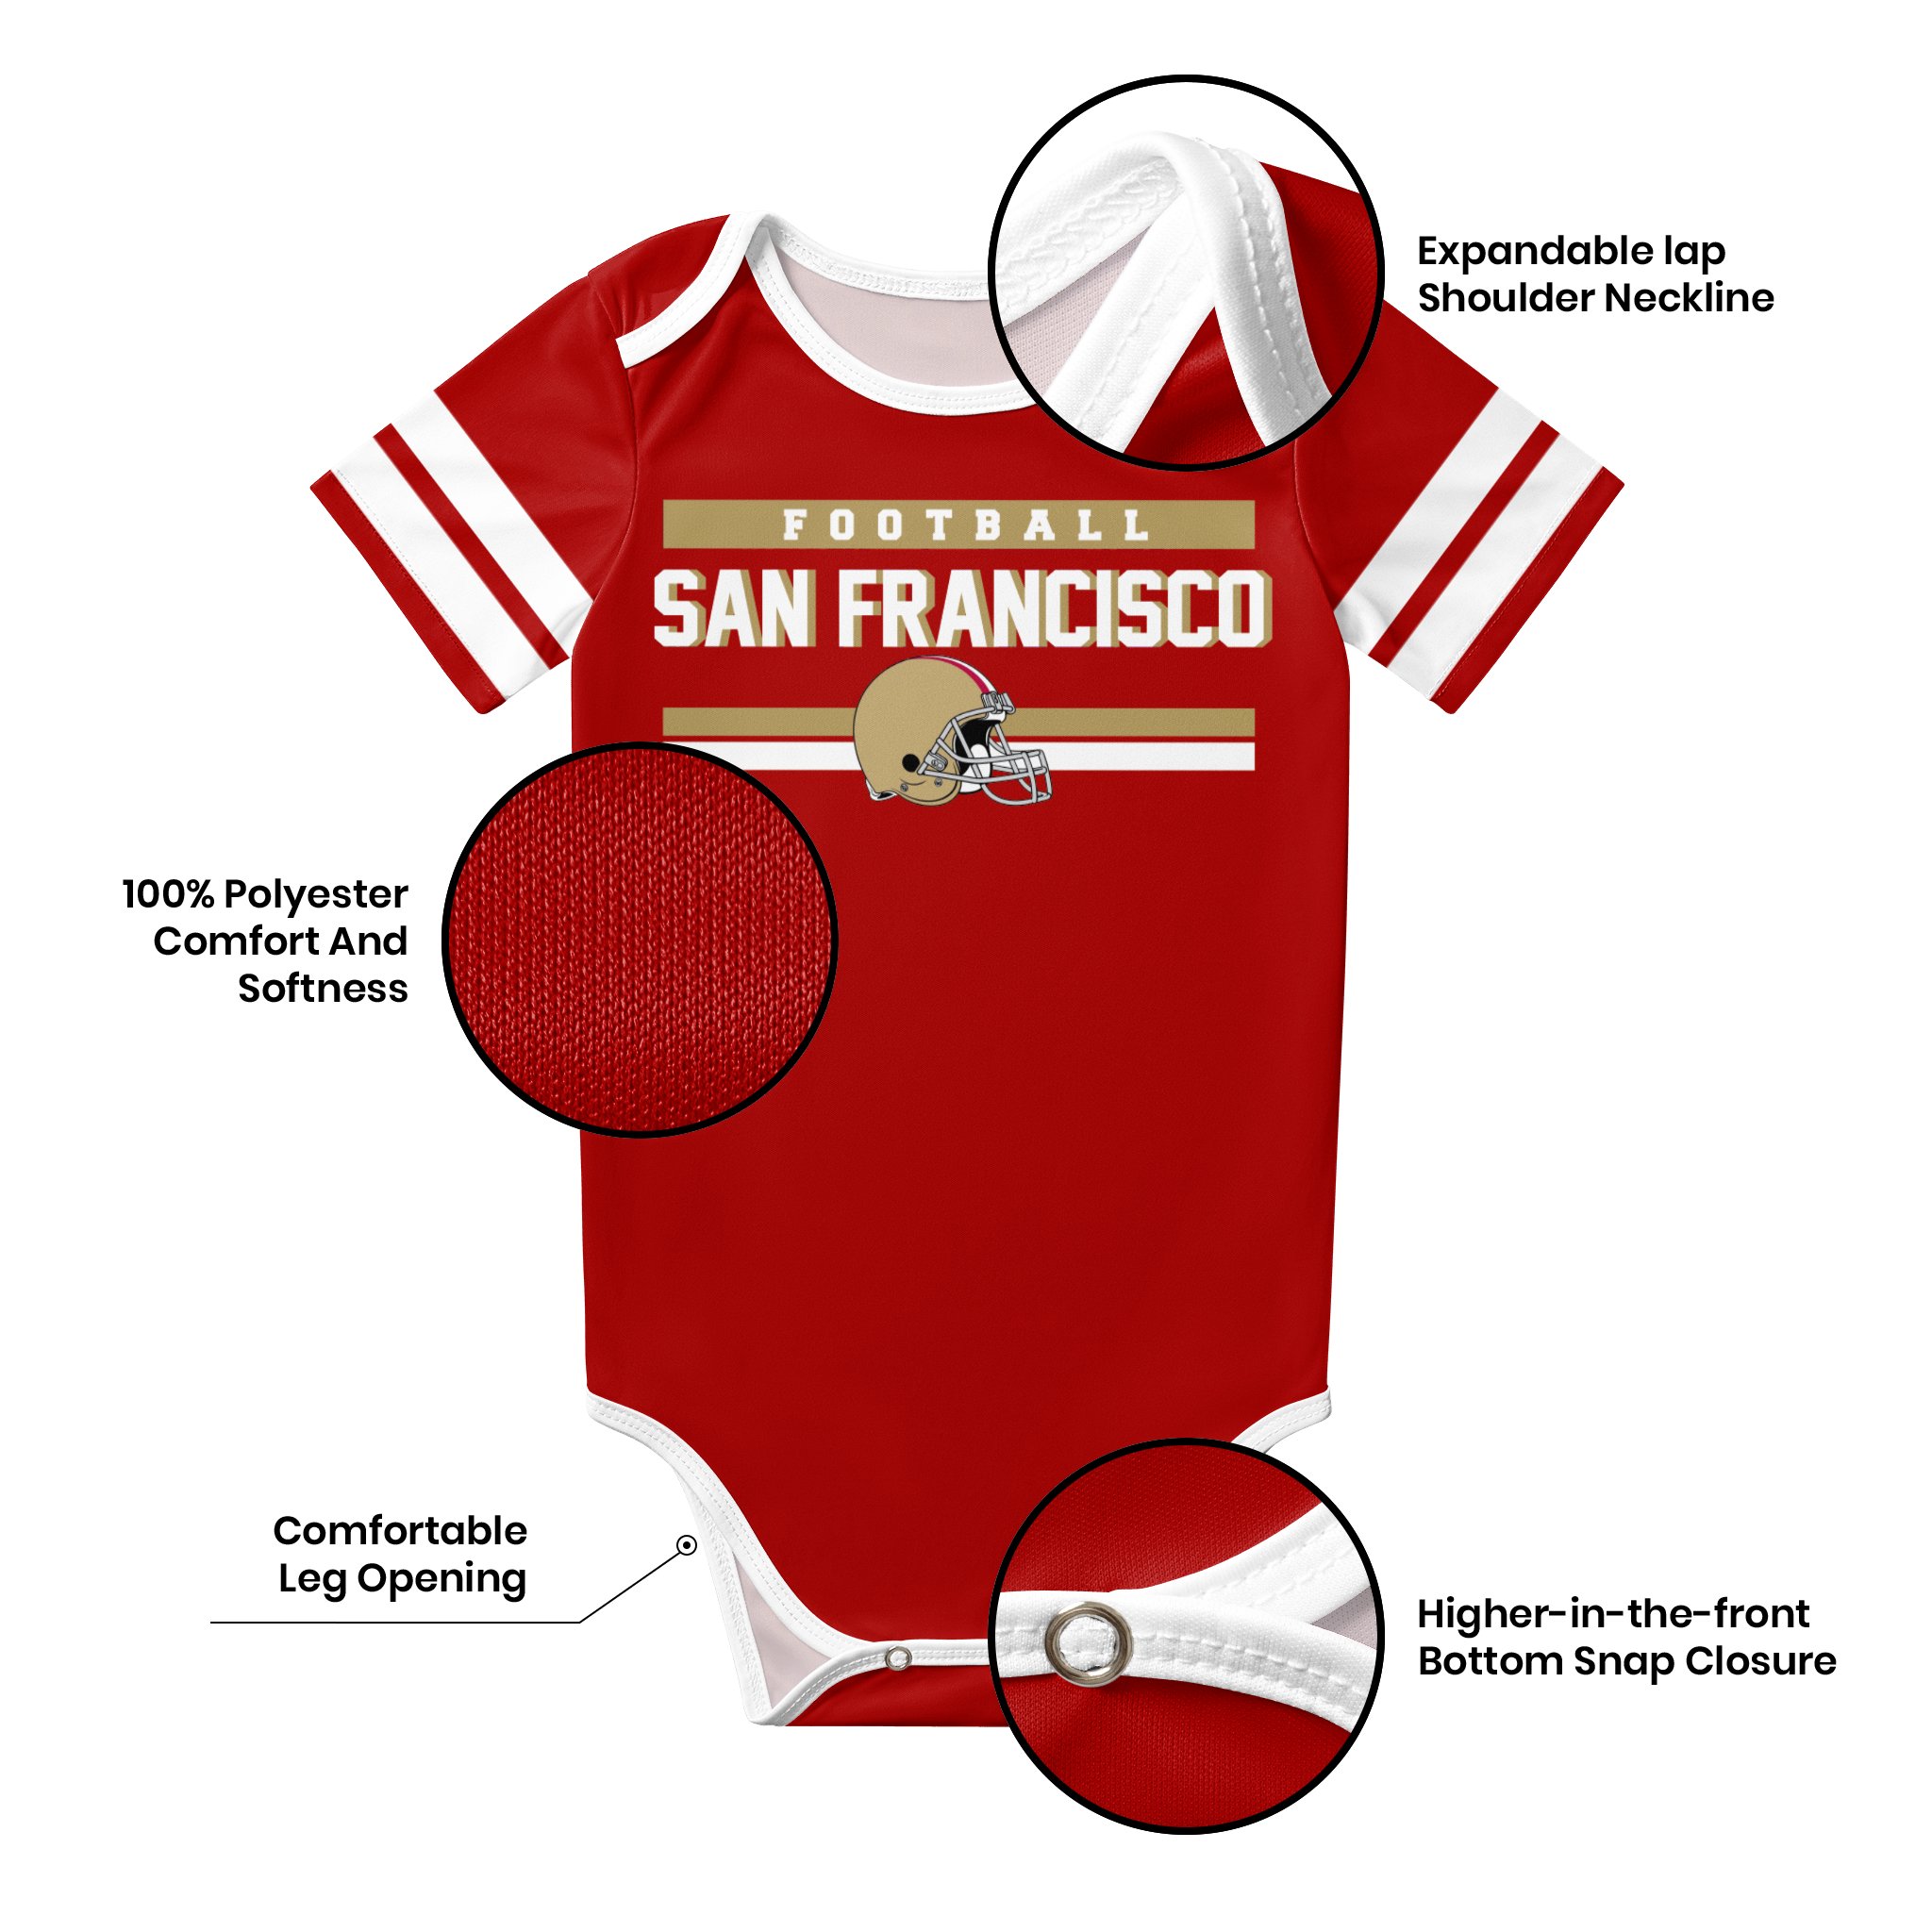 Expandable lap
Shoulder Neckline
FOOTBALL
SAN FRANCISCO
100% Polyester
Comfort And
Softness
Comfortable
Leg Opening
Higher-in-the-front
Bottom Snap Closure